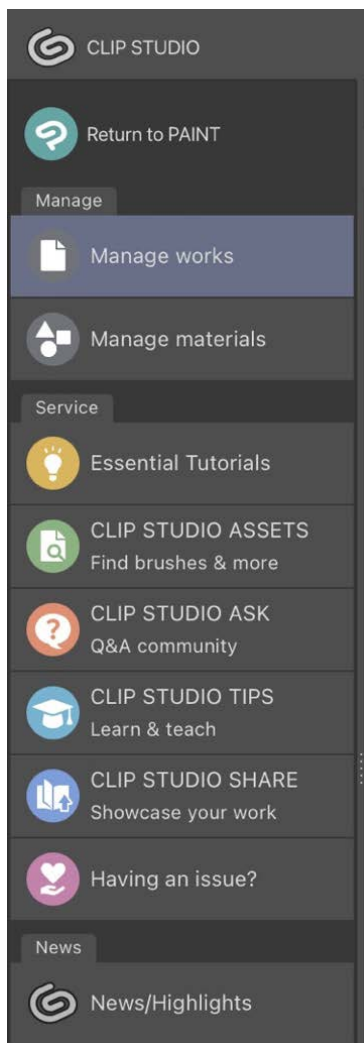 CLIP STUDIO
Return to PAINT
Manage
Manage works
Manage materials
Service
Essential Tutorials
CLIP STUDIO ASSETS
Find brushes & more
CLIP STUDIO ASK
Q&A community
CLIP STUDIO TIPS
Learn & teach
CLIP STUDIO SHARE
Showcase your work
Having an issue?
News
News/Highlights